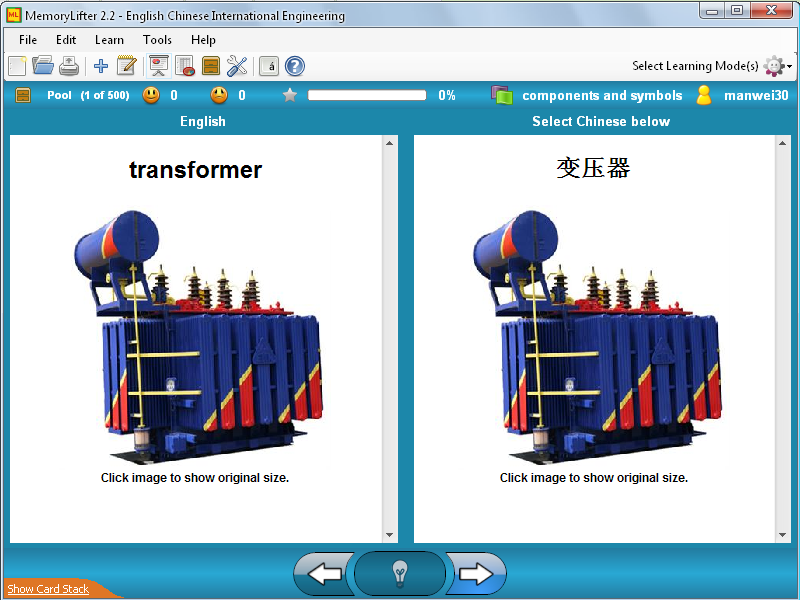 MemoryLifter 2.2 - English Chinese International Engineering
File Edit Learn Tools Help
á ? Select Learning Mode(s)
Pool (1 of 500) 0 0 0% components and symbols manwei30
English Select Chinese below
transformer
变压器
Click image to show original size.
Click image to show original size.
Show Card Stack